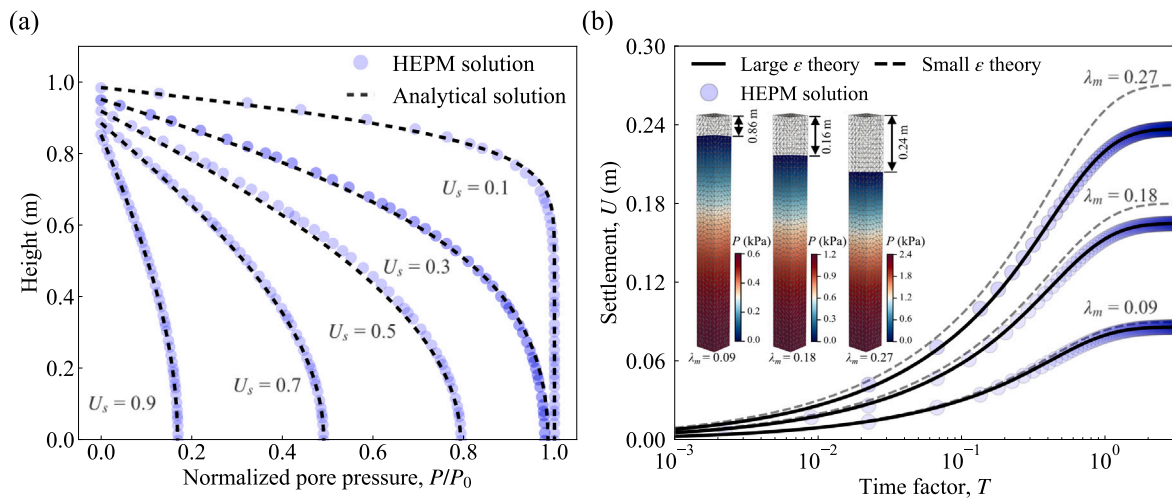 (a)
1.0
0.8
0.6
0.4
0.2
0.0
Height (m)
HEPM solution
Analytical solution
U_s = 0.1
U_s = 0.3
U_s = 0.5
U_s = 0.7
U_s = 0.9
0.0 0.2 0.4 0.6 0.8 1.0
Normalized pore pressure, P/P_0
(b)
0.30
0.24
0.18
0.12
0.06
0.00
Settlement, U (m)
Large ε theory Small ε theory
HEPM solution
λ_m = 0.27
λ_m = 0.18
λ_m = 0.09
0.86 m
0.16 m
0.24 m
P (kPa)
0.6
0.4
0.2
0.0
P (kPa)
1.2
0.8
0.4
0.0
P (kPa)
2.4
1.8
1.2
0.6
0.0
λ_m = 0.09 λ_m = 0.18 λ_m = 0.27
10⁻³ 10⁻² 10⁻¹ 10⁰
Time factor, T